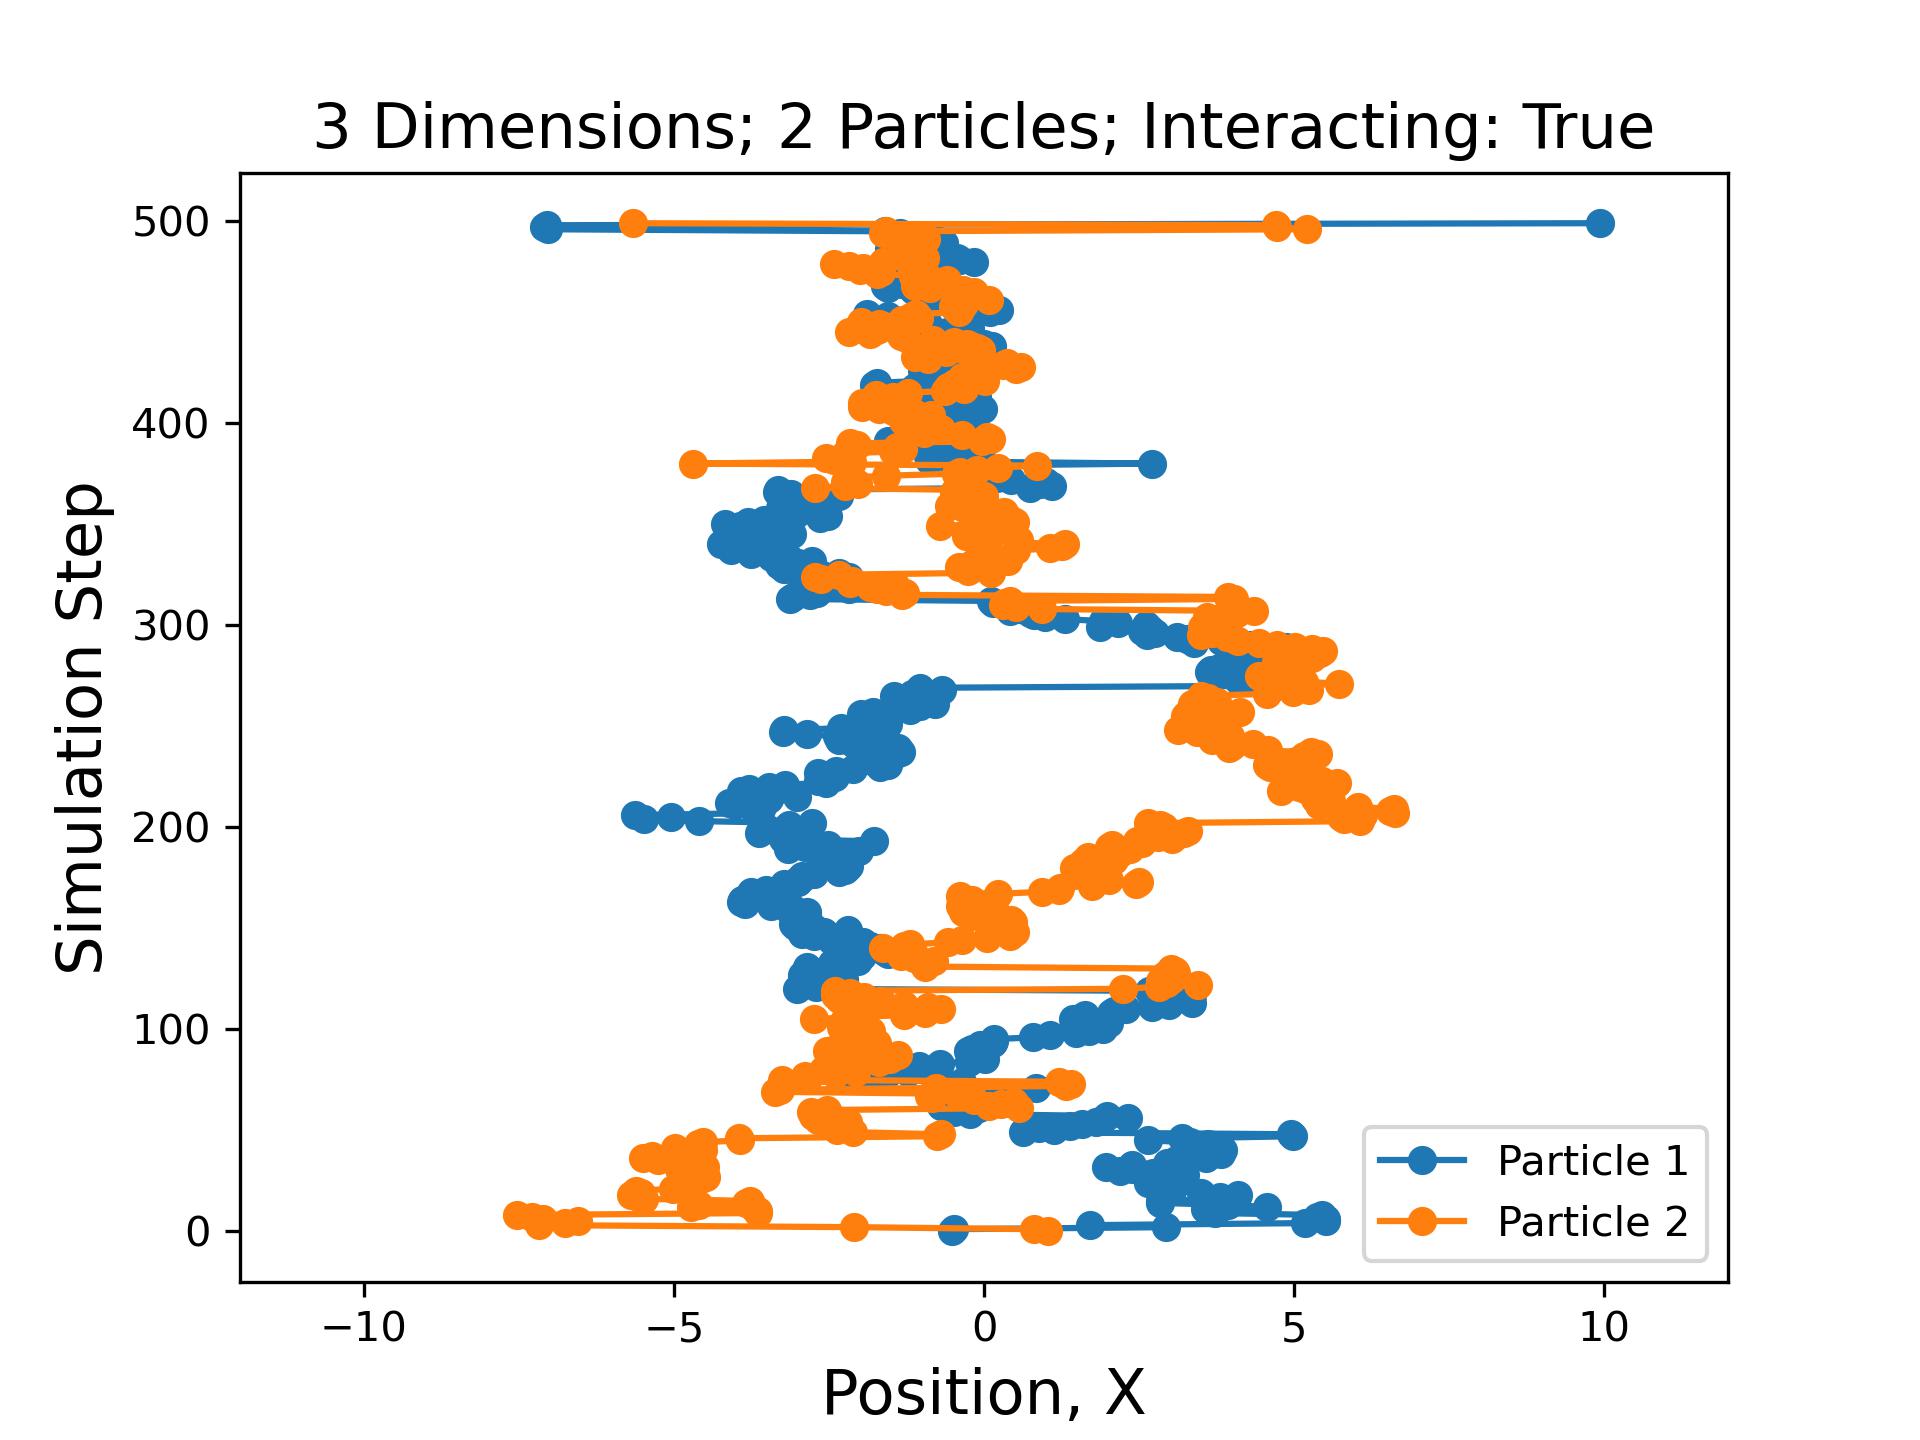 3 Dimensions; 2 Particles; Interacting: True
500
400
300
200
100
0
Simulation Step
−10
−5
0
5
10
Position, X
Particle 1
Particle 2